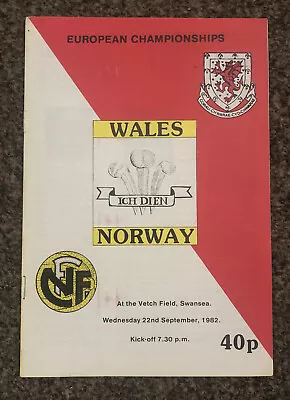 EUROPEAN CHAMPIONSHIPS
WALES
ICH DIEN
NORWAY
At the Vetch Field, Swansea.
Wednesday 22nd September, 1982.
Kick-off 7.30 p.m.
40p